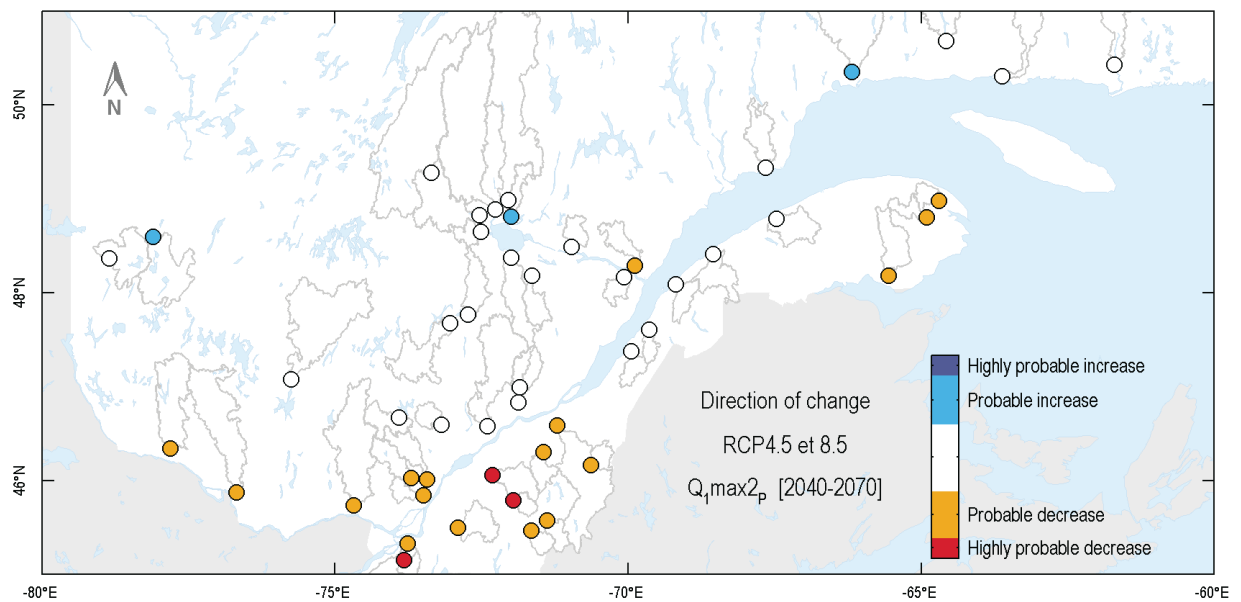 N
50°N
48°N
46°N
-80°E
-75°E
-70°E
-65°E
-60°E
Direction of change
RCP4.5 et 8.5
Q1max2P [2040-2070]
Highly probable increase
Probable increase
Probable decrease
Highly probable decrease